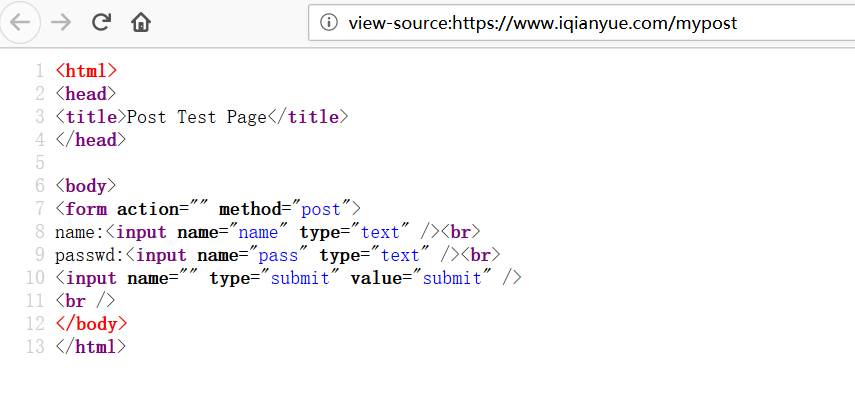 view-source:https://www.iqianyue.com/mypost
1 <html>
2 <head>
3 <title>Post Test Page</title>
4 </head>
5
6 <body>
7 <form action="" method="post">
8 name:<input name="name" type="text" /><br>
9 passwd:<input name="pass" type="text" /><br>
10 <input name="" type="submit" value="submit" />
11 <br />
12 </body>
13 </html>